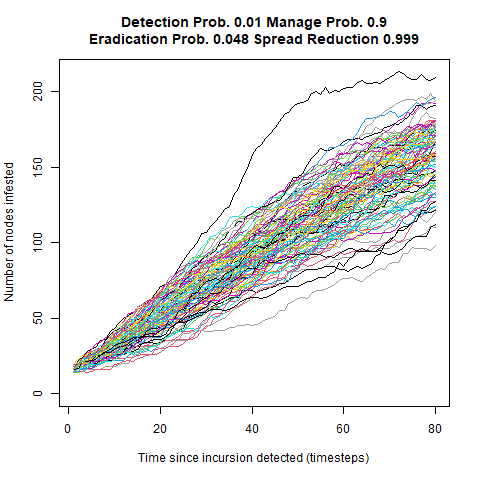 Detection Prob. 0.01 Manage Prob. 0.9
Eradication Prob. 0.048 Spread Reduction 0.999
Number of nodes infested
200
150
100
50
0
0 20 40 60 80
Time since incursion detected (timesteps)